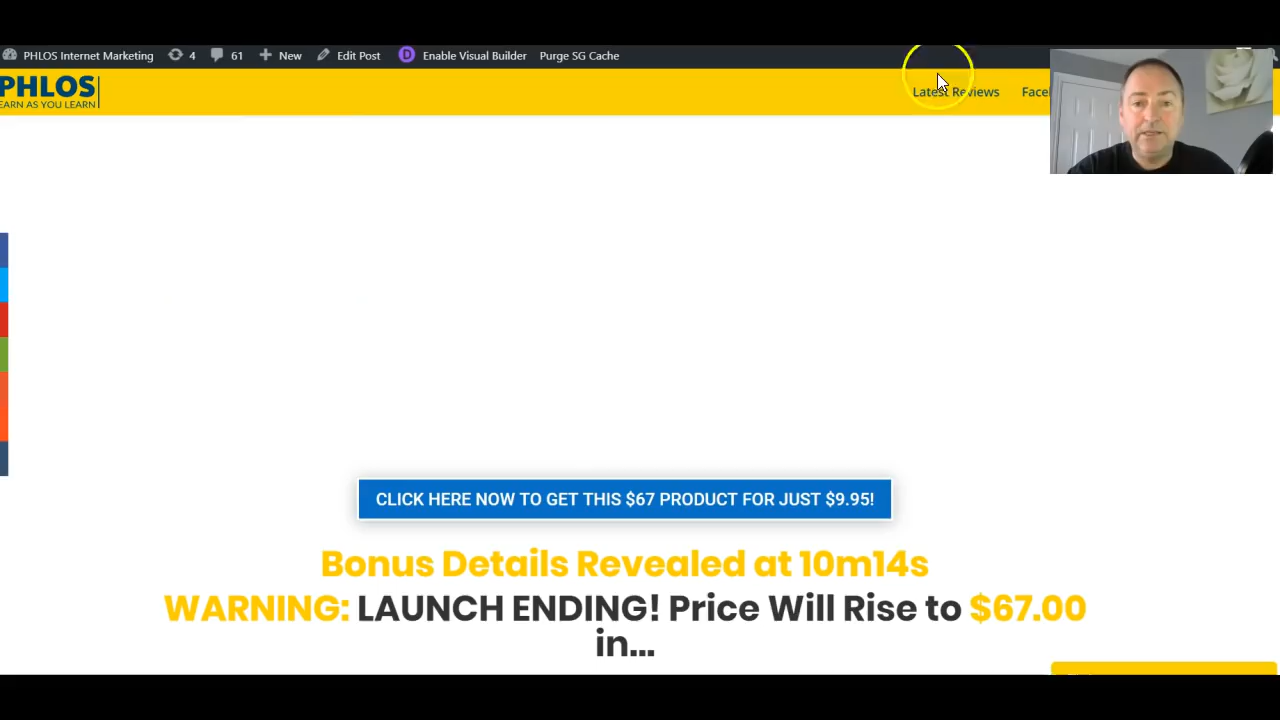 PHLOS Internet Marketing 4 61 New Edit Post D Enable Visual Builder Purge SG Cache
PHLOS
EARN AS YOU LEARN
Latest Reviews
CLICK HERE NOW TO GET THIS $67 PRODUCT FOR JUST $9.95!
Bonus Details Revealed at 10m14s
WARNING: LAUNCH ENDING! Price Will Rise to $67.00
in...